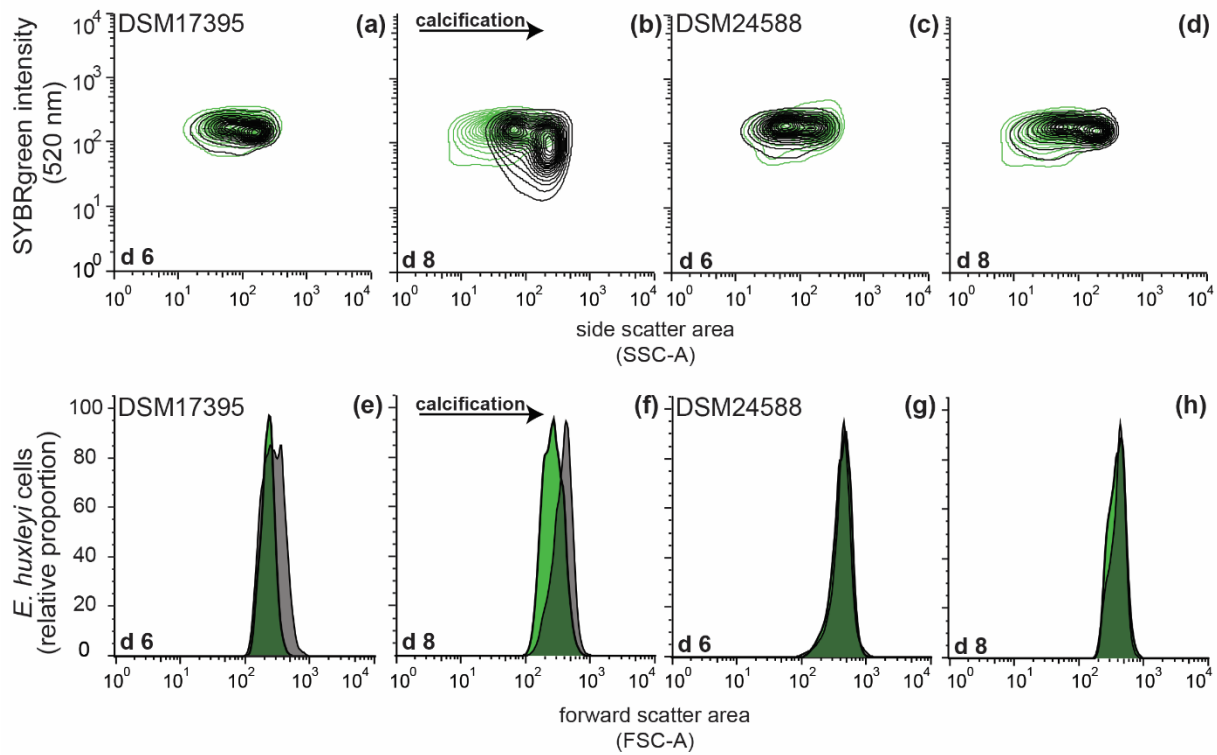 DSM17395
(a)
calcification
(b)
DSM24588
(c)
(d)
SYBRgreen intensity
(520 nm)
10⁴
10³
10²
10¹
10⁰
d 6
d 8
d 6
d 8
10⁰ 10¹ 10² 10³ 10⁴
10⁰ 10¹ 10² 10³ 10⁴
10⁰ 10¹ 10² 10³ 10⁴
10⁰ 10¹ 10² 10³ 10⁴
side scatter area
(SSC-A)
DSM17395
(e)
calcification
(f)
DSM24588
(g)
(h)
E. huxleyi cells
(relative proportion)
100
80
60
40
20
0
d 6
d 8
d 6
d 8
10⁰ 10¹ 10² 10³ 10⁴
10⁰ 10¹ 10² 10³ 10⁴
10⁰ 10¹ 10² 10³ 10⁴
10⁰ 10¹ 10² 10³ 10⁴
forward scatter area
(FSC-A)